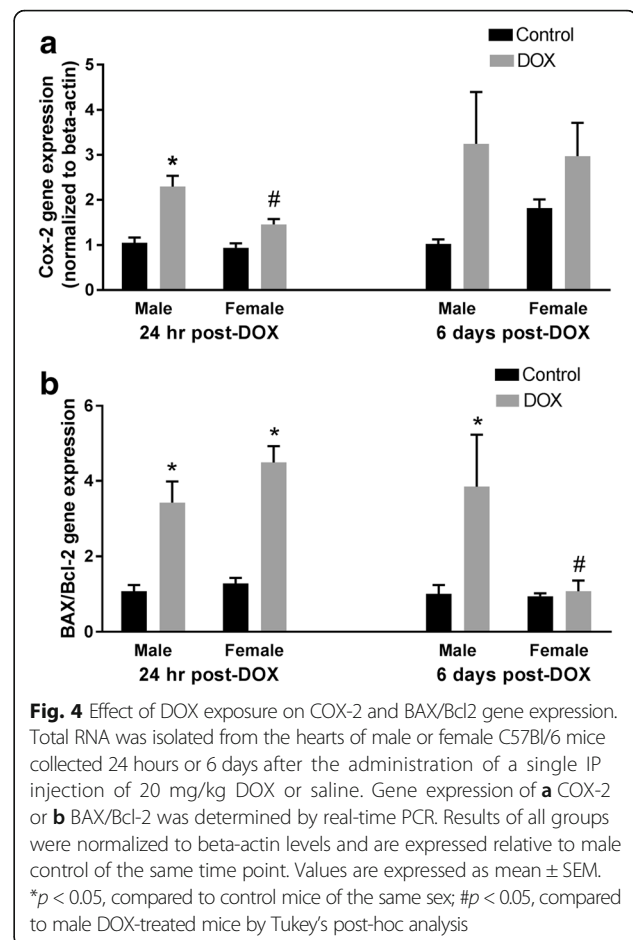 a
Control
DOX
Cox-2 gene expression
(normalized to beta-actin)
5
4
3
2
1
0
*
#
Male
Female
Male
Female
24 hr post-DOX
6 days post-DOX
b
Control
DOX
BAX/Bcl-2 gene expression
6
4
2
0
*
*
*
#
Male
Female
Male
Female
24 hr post-DOX
6 days post-DOX
Fig. 4 Effect of DOX exposure on COX-2 and BAX/Bcl2 gene expression.
Total RNA was isolated from the hearts of male or female C57Bl/6 mice
collected 24 hours or 6 days after the administration of a single IP
injection of 20 mg/kg DOX or saline. Gene expression of a COX-2
or b BAX/Bcl-2 was determined by real-time PCR. Results of all groups
were normalized to beta-actin levels and are expressed relative to male
control of the same time point. Values are expressed as mean ± SEM.
*p < 0.05, compared to control mice of the same sex; #p < 0.05, compared
to male DOX-treated mice by Tukey's post-hoc analysis